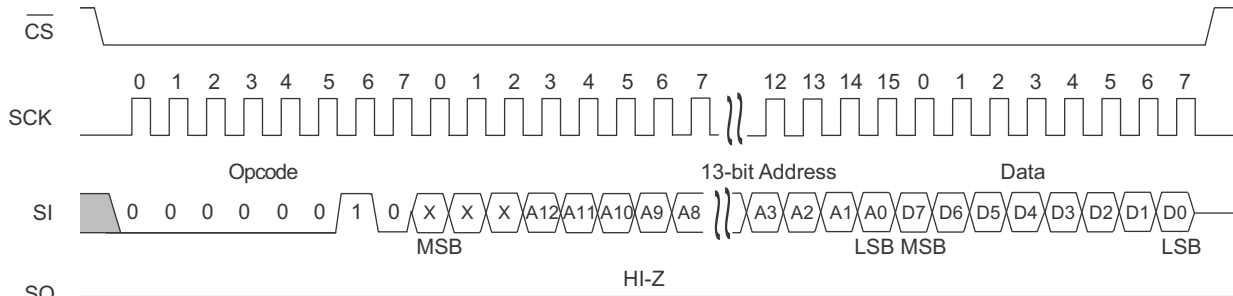 CS
0 1 2 3 4 5 6 7 0 1 2 3 4 5 6 7 12 13 14 15 0 1 2 3 4 5 6 7
SCK
Opcode 13-bit Address Data
SI 0 0 0 0 0 0 1 0 X X X A12 A11 A10 A9 A8 A3 A2 A1 A0 D7 D6 D5 D4 D3 D2 D1 D0
MSB LSB MSB LSB
HI-Z
SO